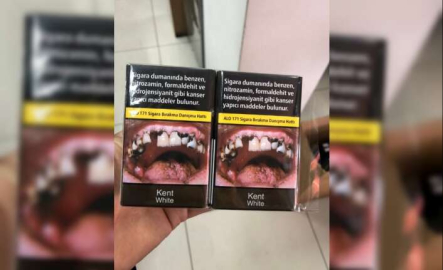 Sigara dumanında benzen,
nitrozamin, formaldehit ve
hidrojensiyanit gibi kanser
yapıcı maddeler bulunur.
ALO 171 Sigara Bırakma Danışma Hattı
Kent
White
Sigara dumanında benzen,
nitrozamin, formaldehit ve
hidrojensiyanit gibi kanser
yapıcı maddeler bulunur.
ALO 171 Sigara Bırakma Danışma Hattı
Kent
White